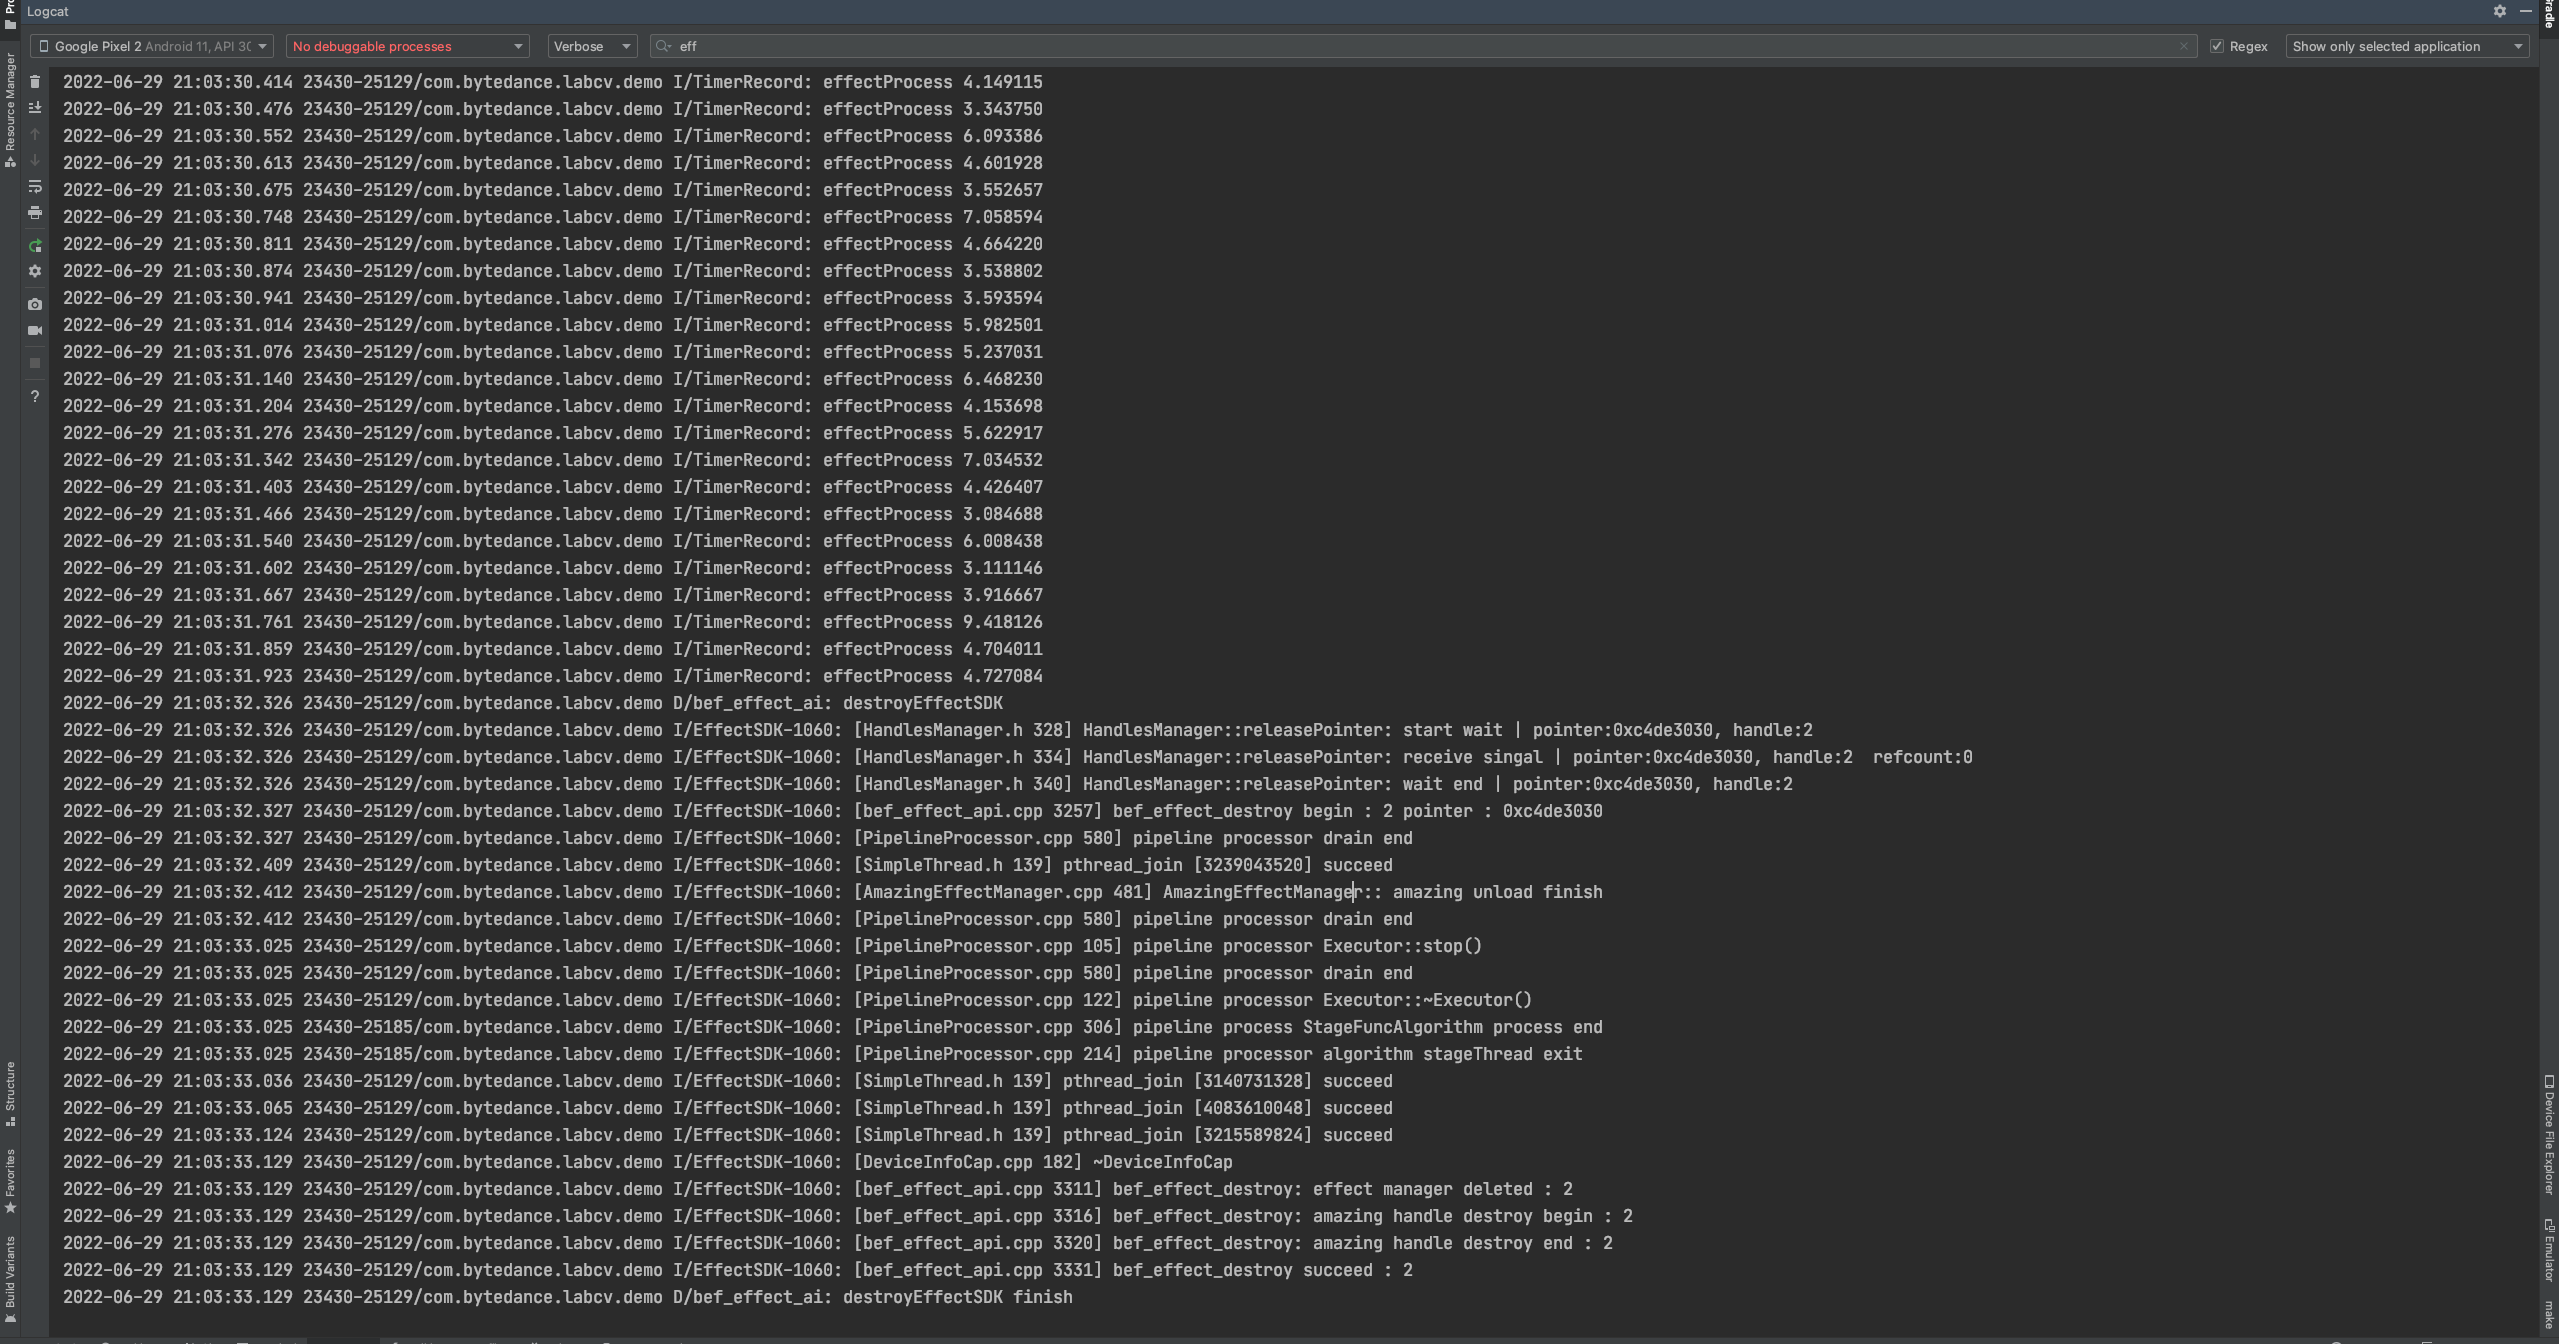 Logcat
Google Pixel 2 Android 11, API 30
No debuggable processes
Verbose
eff
Regex
Show only selected application
Resource Manager
Structure
Favorites
Build Variants
2022-06-29 21:03:30.414 23430-25129/com.bytedance.labcv.demo I/TimerRecord: effectProcess 4.149115
2022-06-29 21:03:30.476 23430-25129/com.bytedance.labcv.demo I/TimerRecord: effectProcess 3.343750
2022-06-29 21:03:30.552 23430-25129/com.bytedance.labcv.demo I/TimerRecord: effectProcess 6.093386
2022-06-29 21:03:30.613 23430-25129/com.bytedance.labcv.demo I/TimerRecord: effectProcess 4.601928
2022-06-29 21:03:30.675 23430-25129/com.bytedance.labcv.demo I/TimerRecord: effectProcess 3.552657
2022-06-29 21:03:30.748 23430-25129/com.bytedance.labcv.demo I/TimerRecord: effectProcess 7.058594
2022-06-29 21:03:30.811 23430-25129/com.bytedance.labcv.demo I/TimerRecord: effectProcess 4.664220
2022-06-29 21:03:30.874 23430-25129/com.bytedance.labcv.demo I/TimerRecord: effectProcess 3.538802
2022-06-29 21:03:30.941 23430-25129/com.bytedance.labcv.demo I/TimerRecord: effectProcess 3.593594
2022-06-29 21:03:31.014 23430-25129/com.bytedance.labcv.demo I/TimerRecord: effectProcess 5.982501
2022-06-29 21:03:31.076 23430-25129/com.bytedance.labcv.demo I/TimerRecord: effectProcess 5.237031
2022-06-29 21:03:31.140 23430-25129/com.bytedance.labcv.demo I/TimerRecord: effectProcess 6.468230
2022-06-29 21:03:31.204 23430-25129/com.bytedance.labcv.demo I/TimerRecord: effectProcess 4.153698
2022-06-29 21:03:31.276 23430-25129/com.bytedance.labcv.demo I/TimerRecord: effectProcess 5.622917
2022-06-29 21:03:31.342 23430-25129/com.bytedance.labcv.demo I/TimerRecord: effectProcess 7.034532
2022-06-29 21:03:31.403 23430-25129/com.bytedance.labcv.demo I/TimerRecord: effectProcess 4.426407
2022-06-29 21:03:31.466 23430-25129/com.bytedance.labcv.demo I/TimerRecord: effectProcess 3.084688
2022-06-29 21:03:31.540 23430-25129/com.bytedance.labcv.demo I/TimerRecord: effectProcess 6.008438
2022-06-29 21:03:31.602 23430-25129/com.bytedance.labcv.demo I/TimerRecord: effectProcess 3.111146
2022-06-29 21:03:31.667 23430-25129/com.bytedance.labcv.demo I/TimerRecord: effectProcess 3.916667
2022-06-29 21:03:31.761 23430-25129/com.bytedance.labcv.demo I/TimerRecord: effectProcess 9.418126
2022-06-29 21:03:31.859 23430-25129/com.bytedance.labcv.demo I/TimerRecord: effectProcess 4.704011
2022-06-29 21:03:31.923 23430-25129/com.bytedance.labcv.demo I/TimerRecord: effectProcess 4.727084
2022-06-29 21:03:32.326 23430-25129/com.bytedance.labcv.demo D/bef_effect_ai: destroyEffectSDK
2022-06-29 21:03:32.326 23430-25129/com.bytedance.labcv.demo I/EffectSDK-1060: [HandlesManager.h 328] HandlesManager::releasePointer: start wait | pointer:0xc4de3030, handle:2
2022-06-29 21:03:32.326 23430-25129/com.bytedance.labcv.demo I/EffectSDK-1060: [HandlesManager.h 334] HandlesManager::releasePointer: receive singal | pointer:0xc4de3030, handle:2  refcount:0
2022-06-29 21:03:32.326 23430-25129/com.bytedance.labcv.demo I/EffectSDK-1060: [HandlesManager.h 340] HandlesManager::releasePointer: wait end | pointer:0xc4de3030, handle:2
2022-06-29 21:03:32.327 23430-25129/com.bytedance.labcv.demo I/EffectSDK-1060: [bef_effect_api.cpp 3257] bef_effect_destroy begin : 2 pointer : 0xc4de3030
2022-06-29 21:03:32.327 23430-25129/com.bytedance.labcv.demo I/EffectSDK-1060: [PipelineProcessor.cpp 580] pipeline processor drain end
2022-06-29 21:03:32.409 23430-25129/com.bytedance.labcv.demo I/EffectSDK-1060: [SimpleThread.h 139] pthread_join [3239043520] succeed
2022-06-29 21:03:32.412 23430-25129/com.bytedance.labcv.demo I/EffectSDK-1060: [AmazingEffectManager.cpp 481] AmazingEffectManager:: amazing unload finish
2022-06-29 21:03:32.412 23430-25129/com.bytedance.labcv.demo I/EffectSDK-1060: [PipelineProcessor.cpp 580] pipeline processor drain end
2022-06-29 21:03:33.025 23430-25129/com.bytedance.labcv.demo I/EffectSDK-1060: [PipelineProcessor.cpp 105] pipeline processor Executor::stop()
2022-06-29 21:03:33.025 23430-25129/com.bytedance.labcv.demo I/EffectSDK-1060: [PipelineProcessor.cpp 580] pipeline processor drain end
2022-06-29 21:03:33.025 23430-25129/com.bytedance.labcv.demo I/EffectSDK-1060: [PipelineProcessor.cpp 122] pipeline processor Executor::~Executor()
2022-06-29 21:03:33.025 23430-25185/com.bytedance.labcv.demo I/EffectSDK-1060: [PipelineProcessor.cpp 306] pipeline process StageFuncAlgorithm process end
2022-06-29 21:03:33.025 23430-25185/com.bytedance.labcv.demo I/EffectSDK-1060: [PipelineProcessor.cpp 214] pipeline processor algorithm stageThread exit
2022-06-29 21:03:33.036 23430-25129/com.bytedance.labcv.demo I/EffectSDK-1060: [SimpleThread.h 139] pthread_join [3140731328] succeed
2022-06-29 21:03:33.065 23430-25129/com.bytedance.labcv.demo I/EffectSDK-1060: [SimpleThread.h 139] pthread_join [4083610048] succeed
2022-06-29 21:03:33.124 23430-25129/com.bytedance.labcv.demo I/EffectSDK-1060: [SimpleThread.h 139] pthread_join [3215589824] succeed
2022-06-29 21:03:33.129 23430-25129/com.bytedance.labcv.demo I/EffectSDK-1060: [DeviceInfoCap.cpp 182] ~DeviceInfoCap
2022-06-29 21:03:33.129 23430-25129/com.bytedance.labcv.demo I/EffectSDK-1060: [bef_effect_api.cpp 3311] bef_effect_destroy: effect manager deleted : 2
2022-06-29 21:03:33.129 23430-25129/com.bytedance.labcv.demo I/EffectSDK-1060: [bef_effect_api.cpp 3316] bef_effect_destroy: amazing handle destroy begin : 2
2022-06-29 21:03:33.129 23430-25129/com.bytedance.labcv.demo I/EffectSDK-1060: [bef_effect_api.cpp 3320] bef_effect_destroy: amazing handle destroy end : 2
2022-06-29 21:03:33.129 23430-25129/com.bytedance.labcv.demo I/EffectSDK-1060: [bef_effect_api.cpp 3331] bef_effect_destroy succeed : 2
2022-06-29 21:03:33.129 23430-25129/com.bytedance.labcv.demo D/bef_effect_ai: destroyEffectSDK finish
Device File Explorer
Emulator
make